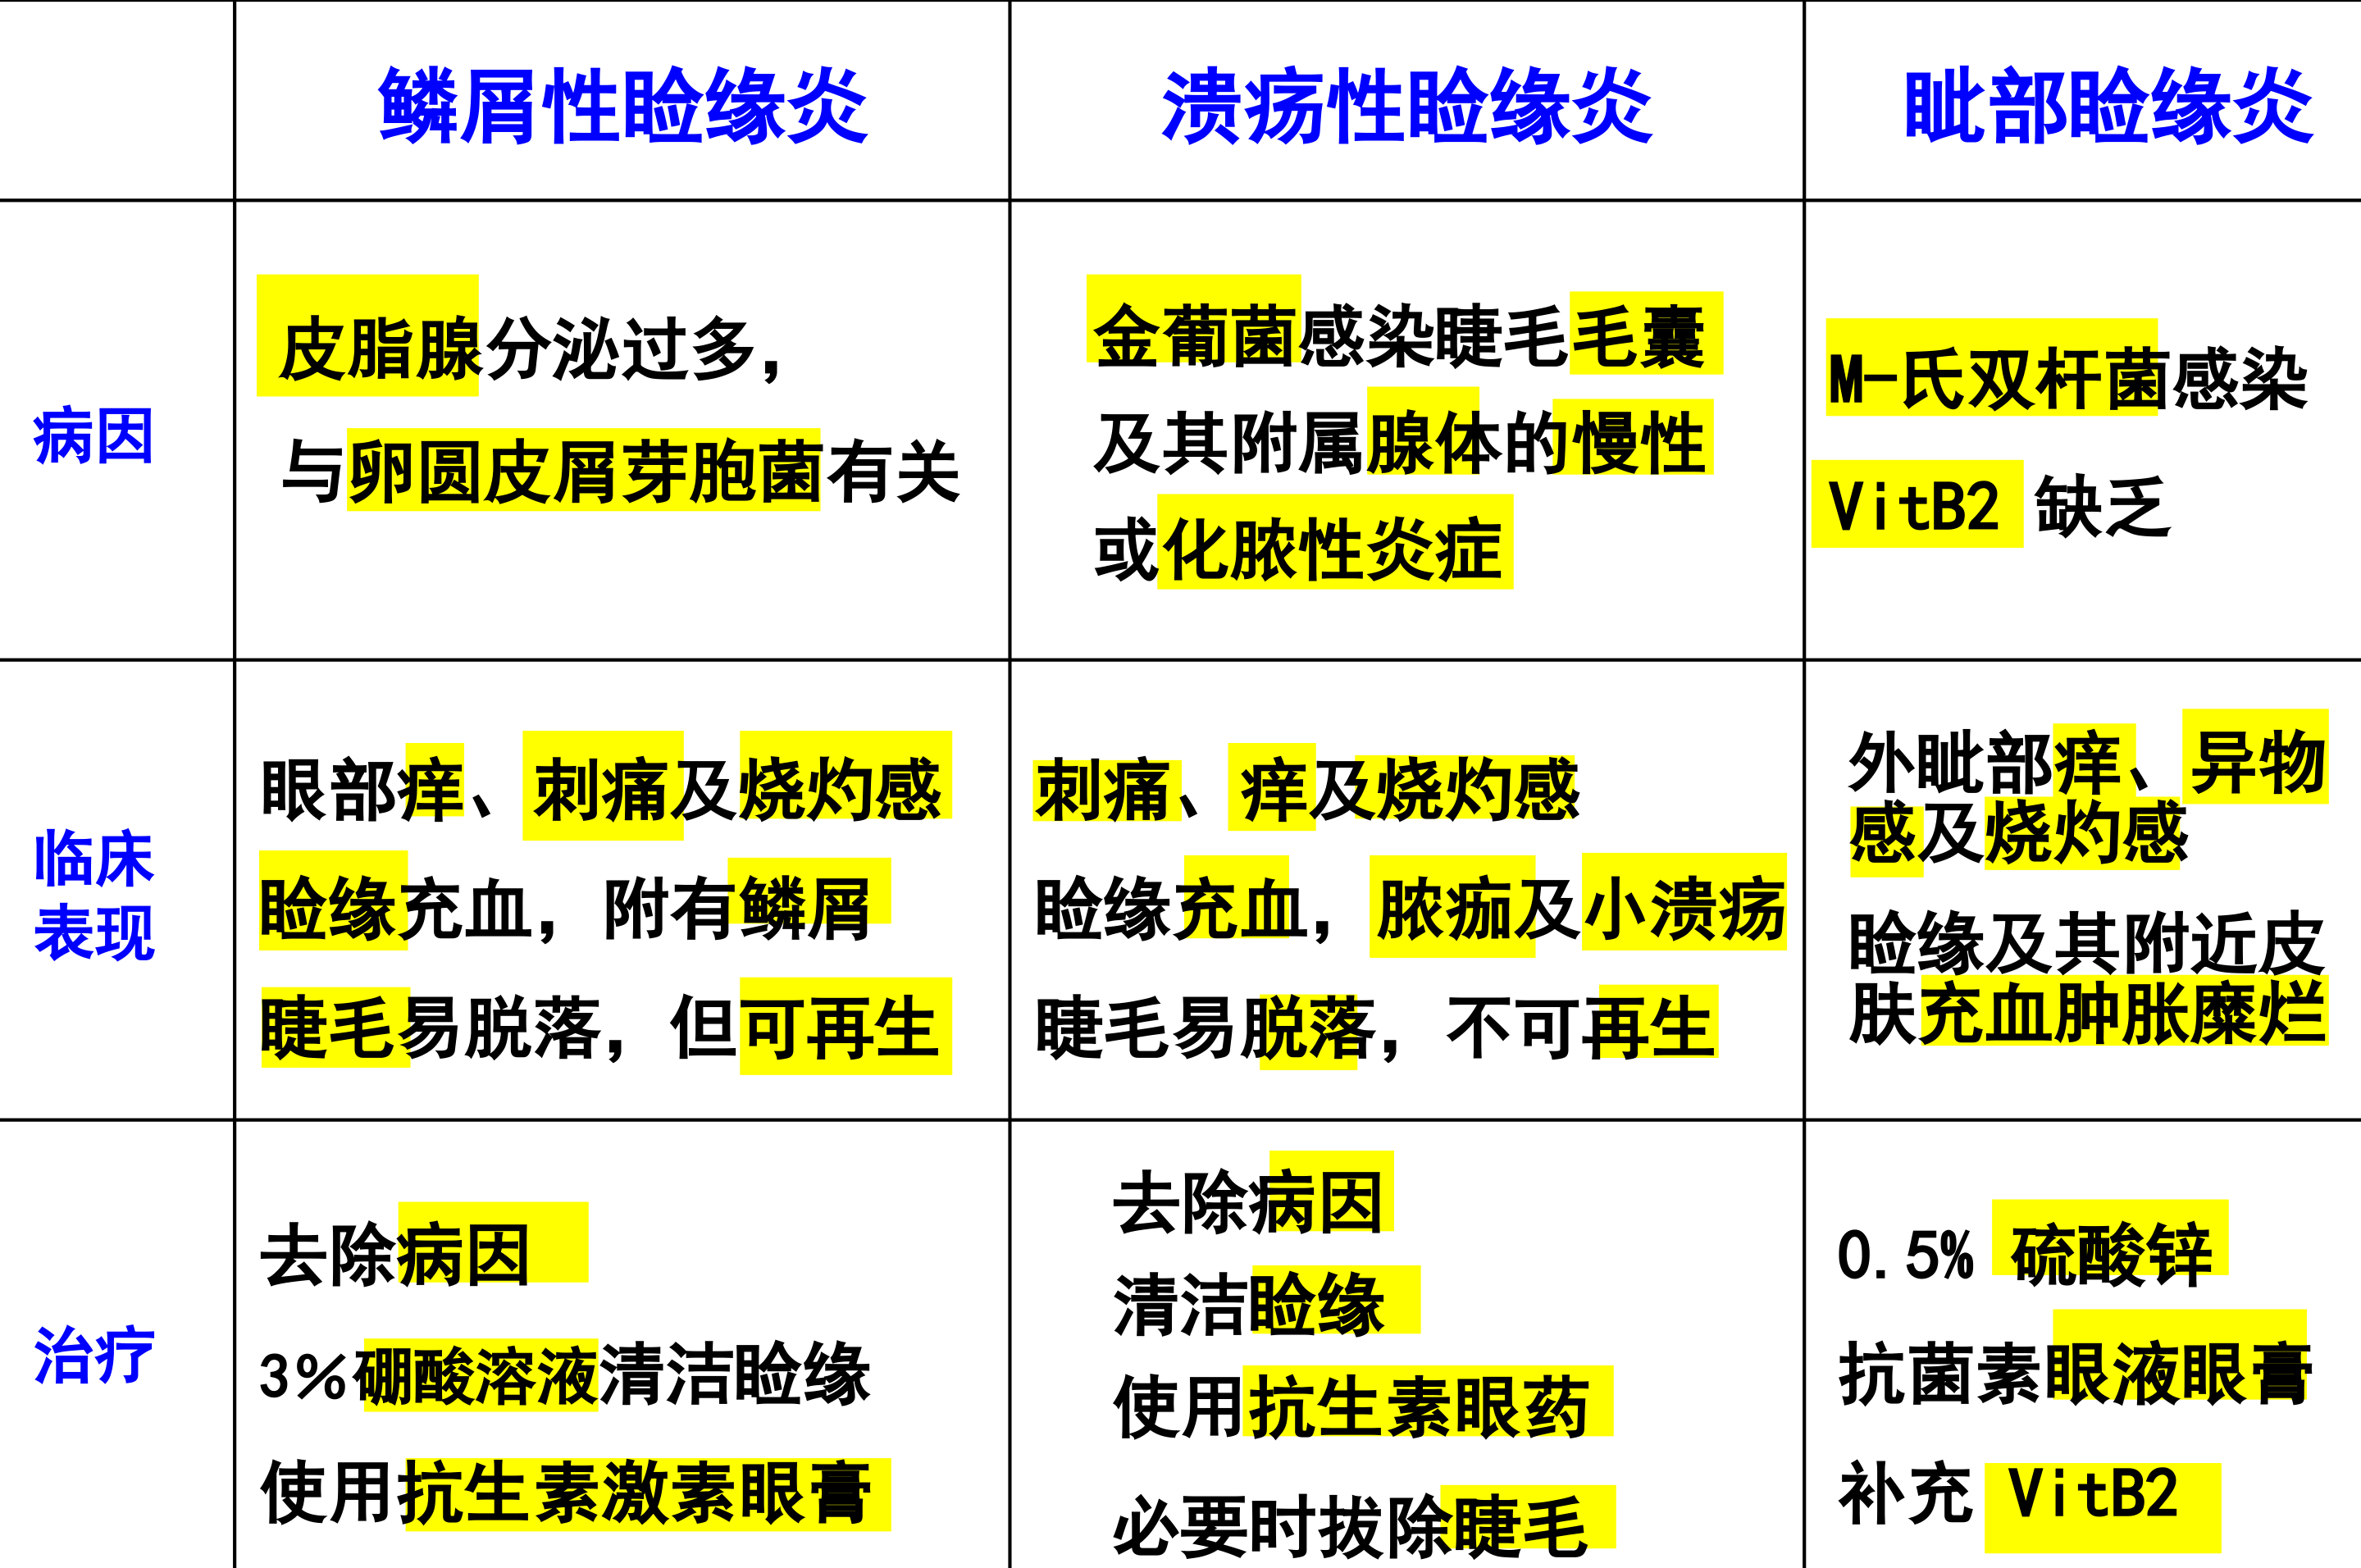 鳞屑性睑缘炎
溃疡性睑缘炎
眦部睑缘炎
病因
皮脂腺分泌过多，
与卵圆皮屑芽胞菌有关
金葡菌感染睫毛毛囊
及其附属腺体的慢性
或化脓性炎症
M-氏双杆菌感染
VitB2 缺乏
临床
表现
眼部痒、刺痛及烧灼感
睑缘充血，附有鳞屑
睫毛易脱落，但可再生
刺痛、痒及烧灼感
睑缘充血，脓痂及小溃疡
睫毛易脱落，不可再生
外眦部痒、异物
感及烧灼感
睑缘及其附近皮
肤充血肿胀糜烂
治疗
去除病因
3%硼酸溶液清洁睑缘
使用抗生素激素眼膏
去除病因
清洁睑缘
使用抗生素眼药
必要时拔除睫毛
0.5% 硫酸锌
抗菌素眼液眼膏
补充 VitB2